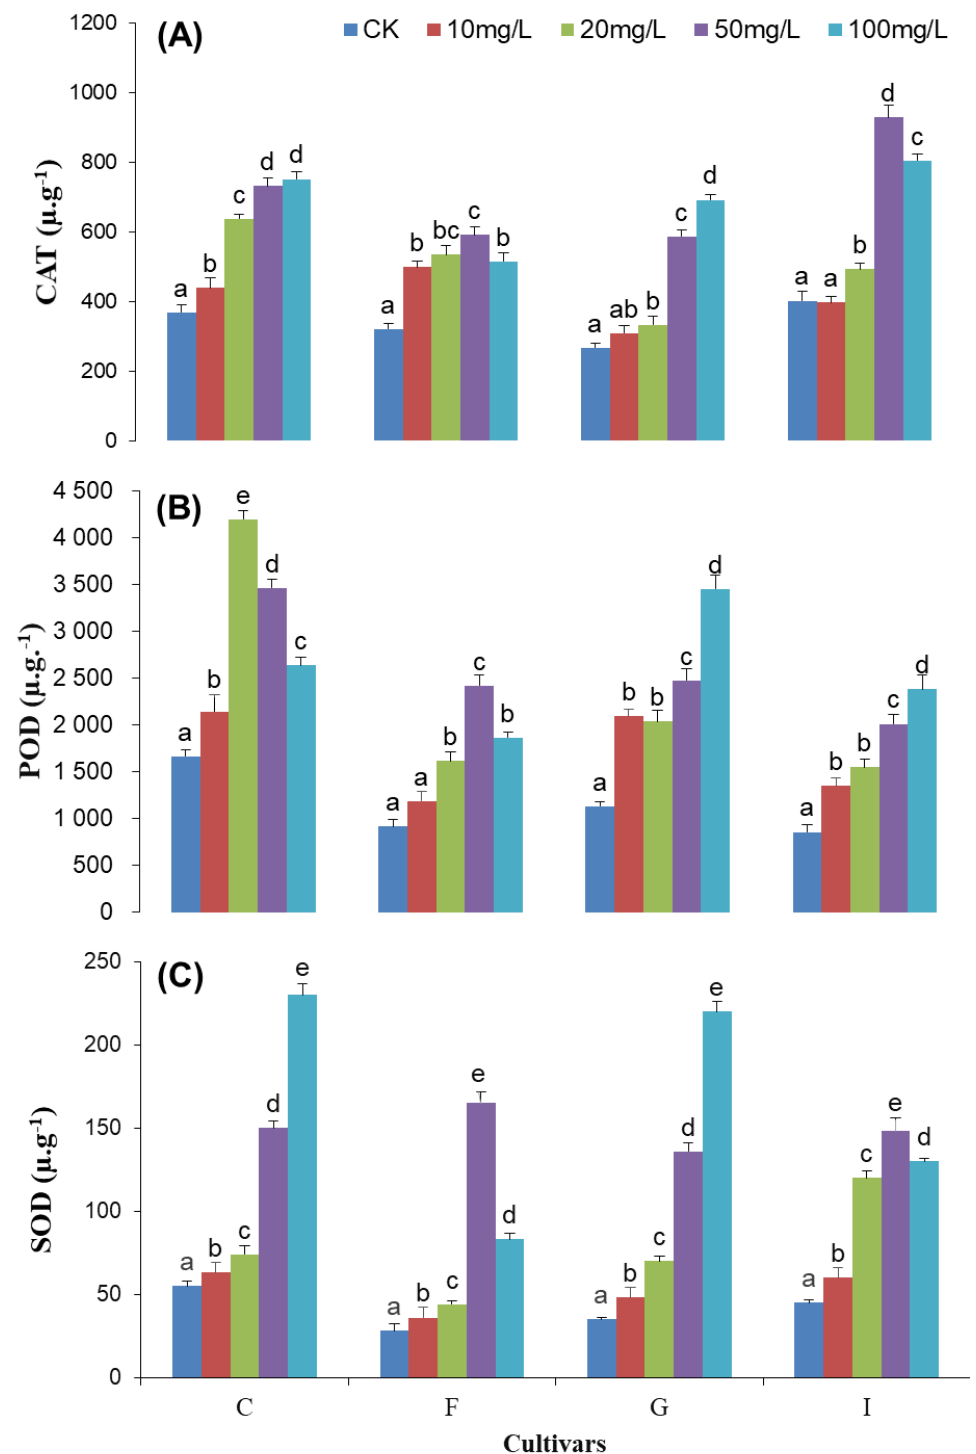 (A) CK 10mg/L 20mg/L 50mg/L 100mg/L
CAT (μ.g⁻¹)
1200
1000
800
600
400
200
0
a b c d d
a b bc c b
a ab b c d
a a b d c
(B)
POD (μ.g.⁻¹)
4 500
4 000
3 500
3 000
2 500
2 000
1 500
1 000
500
0
a b e d c
a a b c b
a b b c d
a b b c d
(C)
SOD (μ.g⁻¹)
250
200
150
100
50
0
a b c d e
a b c e d
a b c d e
a b c e d
C F G I
Cultivars